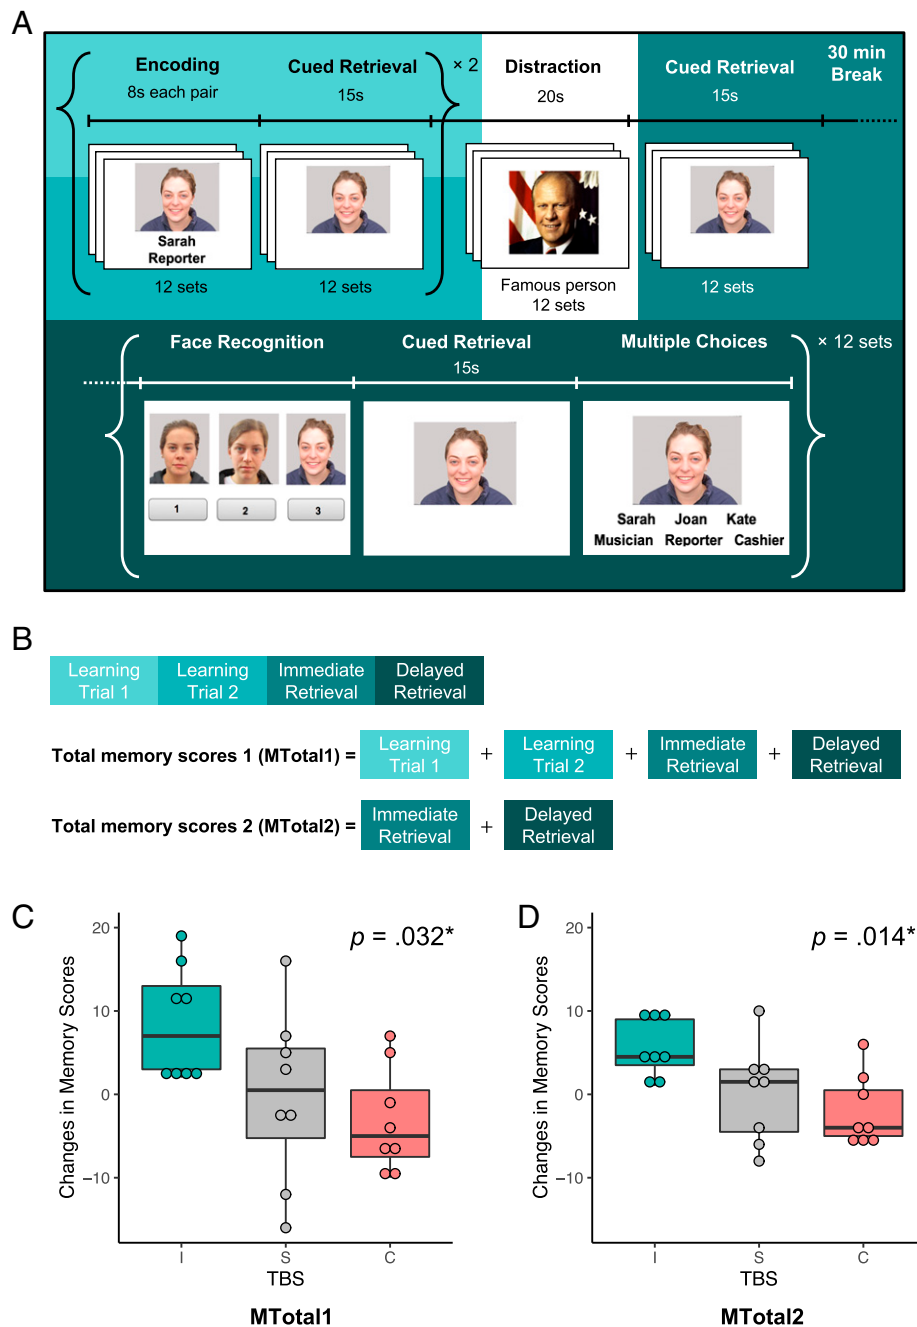 A
Encoding
8s each pair
Cued Retrieval
15s
× 2
Distraction
20s
Cued Retrieval
15s
30 min
Break
Sarah
Reporter
12 sets
12 sets
Famous person
12 sets
12 sets
Face Recognition
Cued Retrieval
15s
Multiple Choices
× 12 sets
1 2 3
Sarah Joan Kate
Musician Reporter Cashier
B
Learning
Trial 1
Learning
Trial 2
Immediate
Retrieval
Delayed
Retrieval
Total memory scores 1 (MTotal1) =
Learning
Trial 1
+
Learning
Trial 2
+
Immediate
Retrieval
+
Delayed
Retrieval
Total memory scores 2 (MTotal2) =
Immediate
Retrieval
+
Delayed
Retrieval
C
p = .032*
Changes in Memory Scores
20
10
0
−10
I S C
TBS
MTotal1
D
p = .014*
Changes in Memory Scores
20
10
0
−10
I S C
TBS
MTotal2